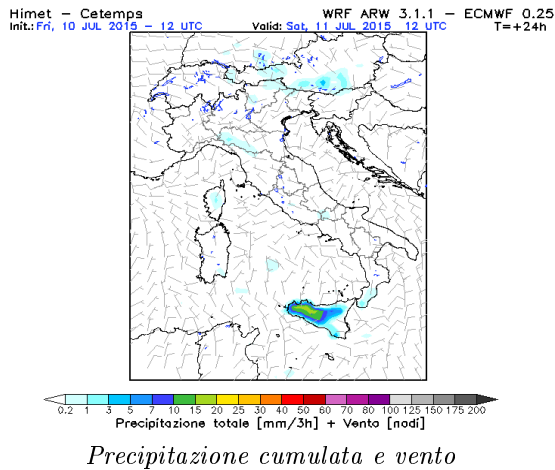 Himet – Cetemps WRF ARW 3.1.1 – ECMWF 0.25
Init.: Fri, 10 JUL 2015 – 12 UTC Valid: Sat, 11 JUL 2015 12 UTC T=+24h
0.2 1 3 5 7 10 15 20 25 30 40 50 60 70 80 100 125 150 175 200
Precipitazione totale [mm/3h] + Vento [nodi]
Precipitazione cumulata e vento